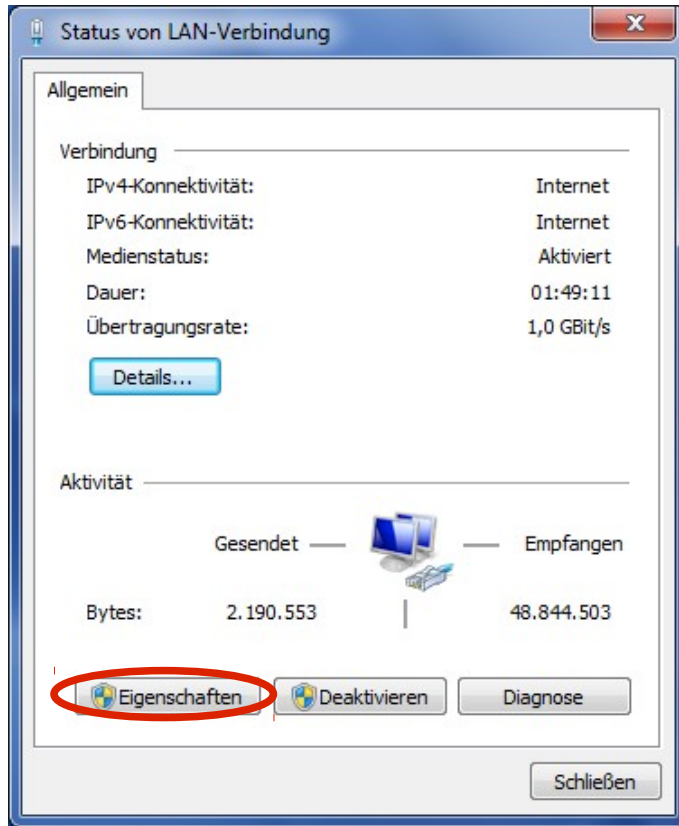 Status von LAN-Verbindung
Allgemein
Verbindung
IPv4-Konnektivität: Internet
IPv6-Konnektivität: Internet
Medienstatus: Aktiviert
Dauer: 01:49:11
Übertragungsrate: 1,0 GBit/s
Details...
Aktivität
Gesendet Empfangen
Bytes: 2.190.553 48.844.503
Eigenschaften Deaktivieren Diagnose
Schließen